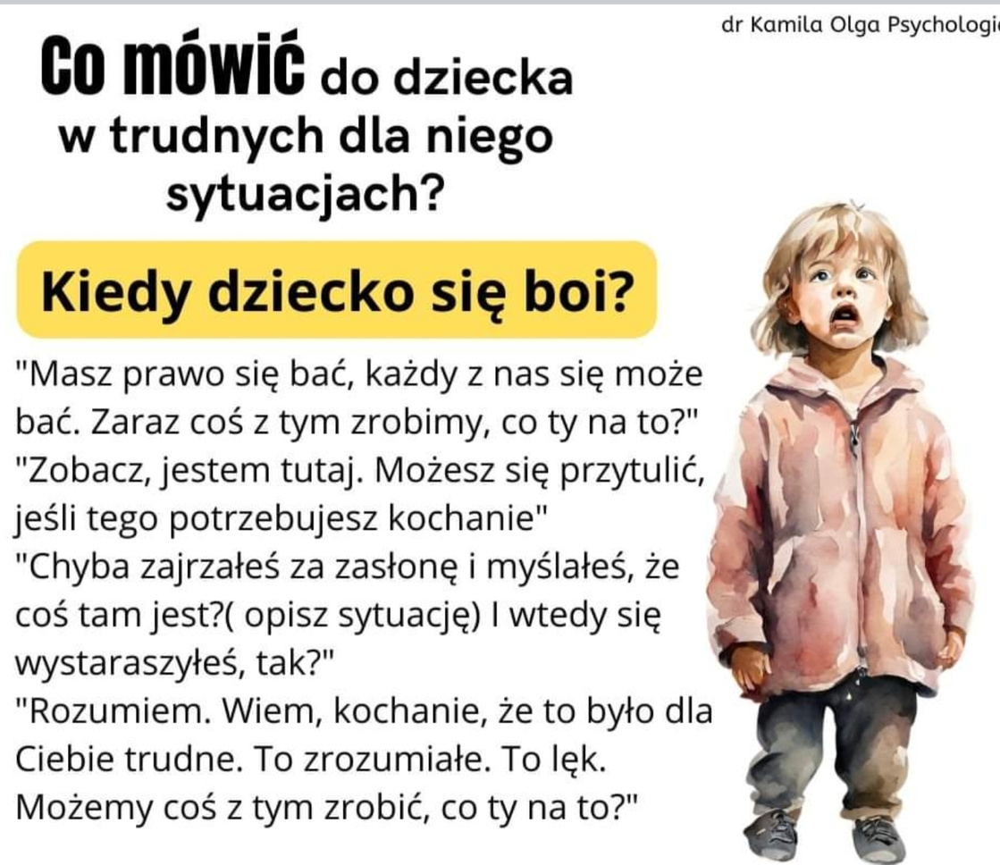 dr Kamila Olga
Co mówić do dziecka
w trudnych dla niego
sytuacjach?
Kiedy dziecko się boi?
"Masz prawo się bać, każdy z nas się może
bać. Zaraz coś z tym zrobimy, co ty na to?"
"Zobacz, jestem tutaj. Możesz się przytulić,
jeśli tego potrzebujesz kochanie"
"Chyba zajrzałeś za zasłonę i myślałeś, że
coś tam jest?( opisz sytuację) I wtedy się
wystaraszyłeś, tak?"
"Rozumiem. Wiem, kochanie, że to było dla
Ciebie trudne. To zrozumiałe. To lęk.
Możemy coś z tym zrobić, co ty na to?"